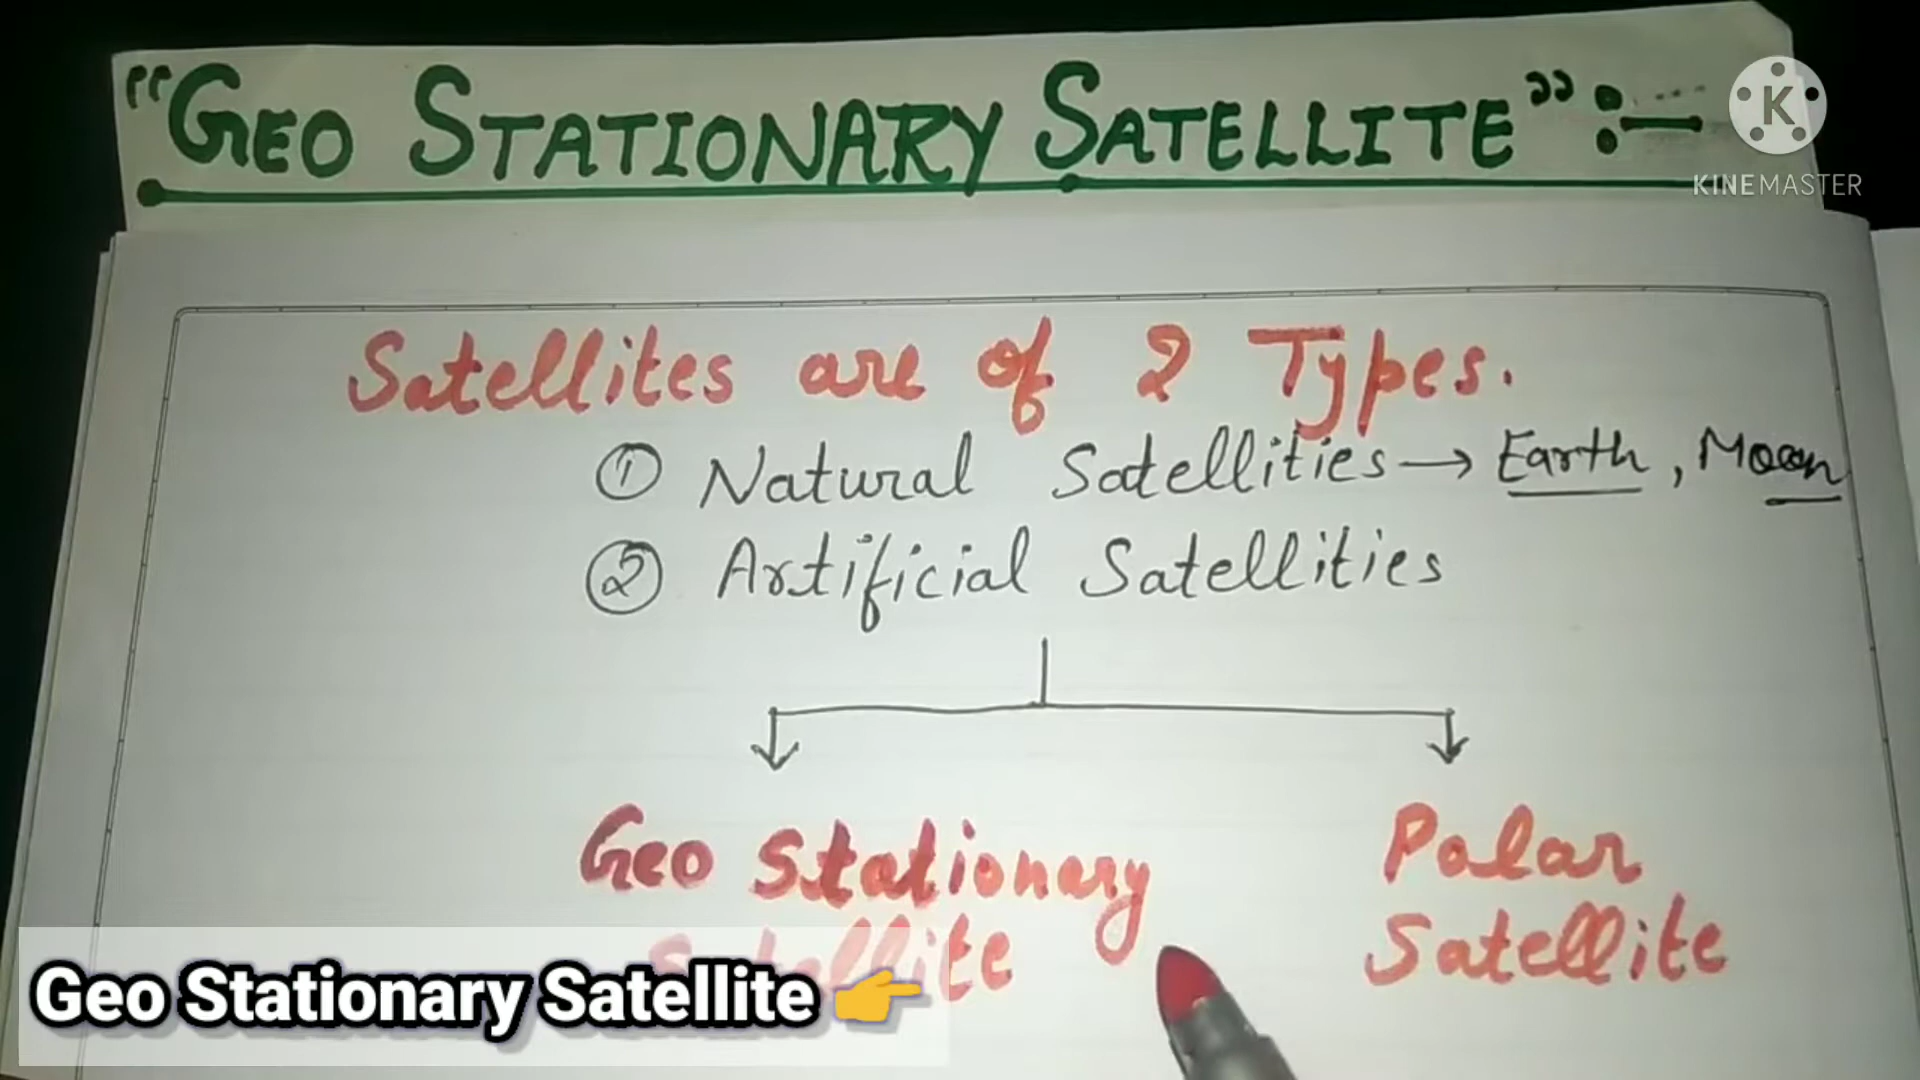 "GEO STATIONARY SATELLITE" :-
K
KINEMASTER
Satellites are of 2 Types.
① Natural Satellities → Earth, Moon
② Artificial Satellities
Geo Stationary Satellite
Polar Satellite
Geo Stationary Satellite 👉